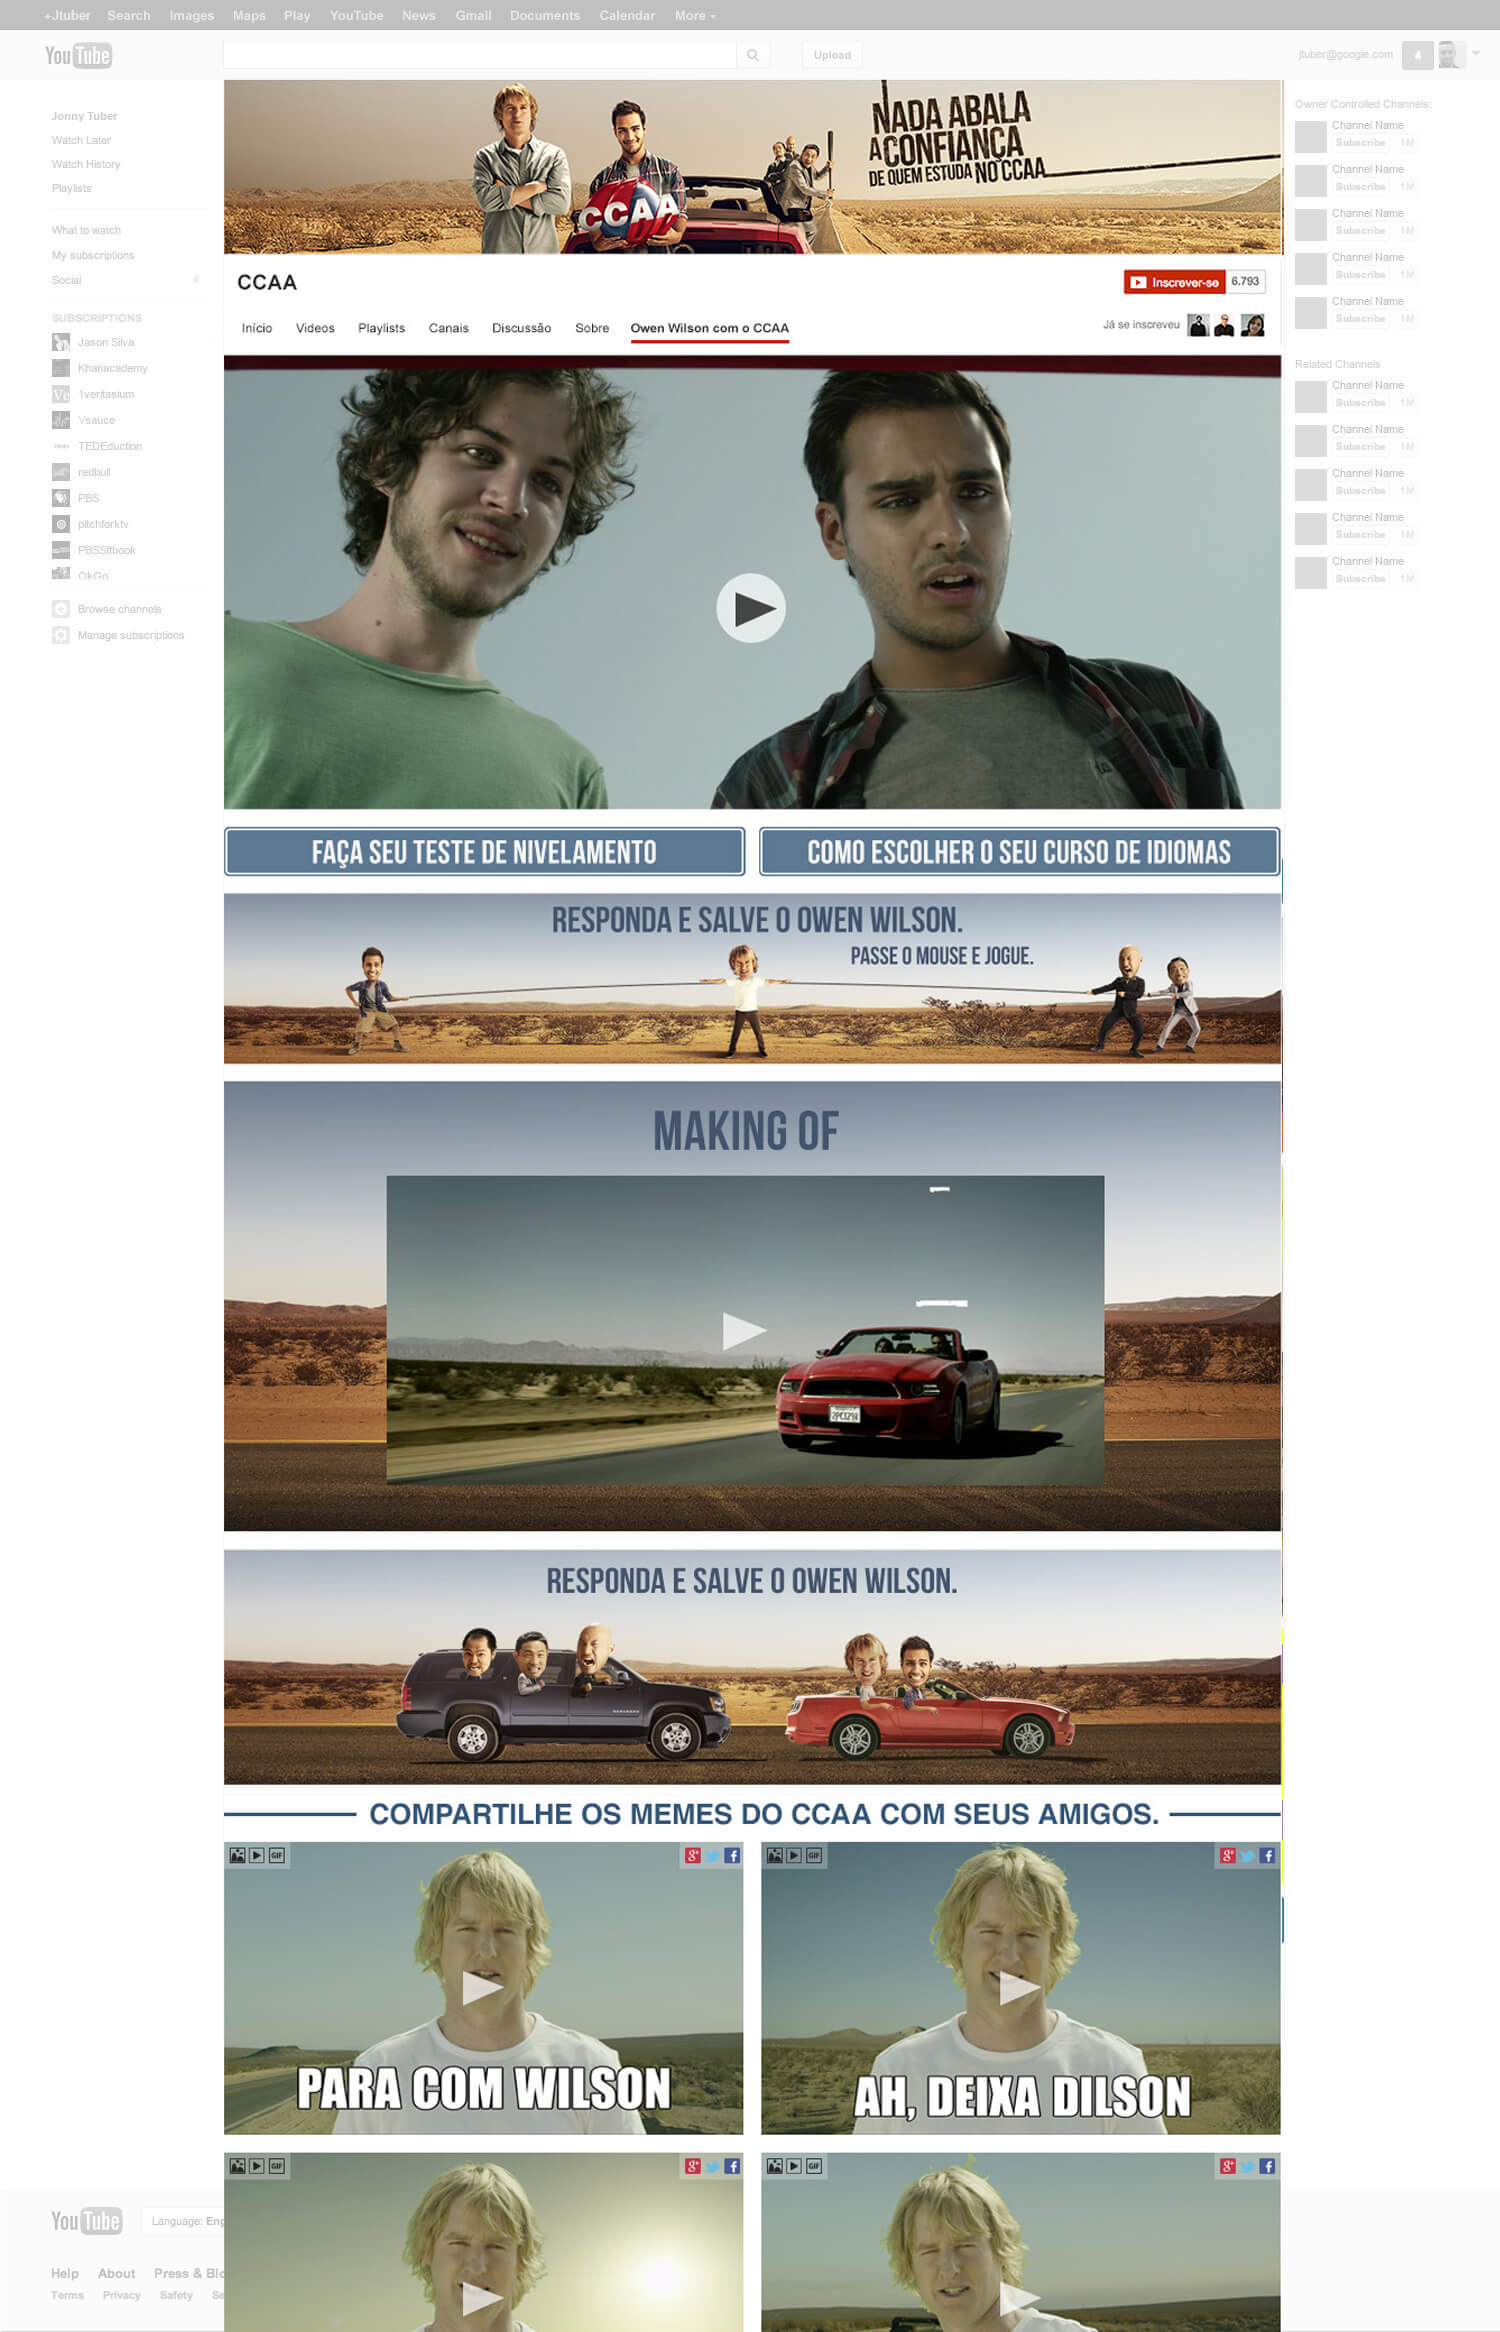 +Jtuber Search Images Maps Play YouTube News Gmail Documents Calendar More
YouTube
Upload
jtuber@google.com
4
Jonny Tuber
Watch Later
Watch History
Playlists
What to watch
My subscriptions
Social 4
SUBSCRIPTIONS
Jason Silva
Khanacademy
1veritasium
Vsauce
TEDEduction
redbull
PBS
pitchforktv
PBSSftbook
OkGo
Browse channels
Manage subscriptions
NADA ABALA
A CONFIANÇA
DE QUEM ESTUDA NO CCAA
CCAA
CCAA
Inscrever-se 6.793
Início Videos Playlists Canais Discussão Sobre Owen Wilson com o CCAA
Já se inscreveu
Owner Controlled Channels:
Channel Name
Subscribe 1M
Channel Name
Subscribe 1M
Channel Name
Subscribe 1M
Channel Name
Subscribe 1M
Channel Name
Subscribe 1M
Related Channels
Channel Name
Subscribe 1M
Channel Name
Subscribe 1M
Channel Name
Subscribe 1M
Channel Name
Subscribe 1M
Channel Name
Subscribe 1M
FAÇA SEU TESTE DE NIVELAMENTO
COMO ESCOLHER O SEU CURSO DE IDIOMAS
RESPONDA E SALVE O OWEN WILSON.
PASSE O MOUSE E JOGUE.
MAKING OF
RESPONDA E SALVE O OWEN WILSON.
COMPARTILHE OS MEMES DO CCAA COM SEUS AMIGOS.
GIF
GIF
PARA COM WILSON
AH, DEIXA DILSON
GIF
GIF
YouTube
Language: Eng
Help About Press & Blo
Terms Privacy Safety Se